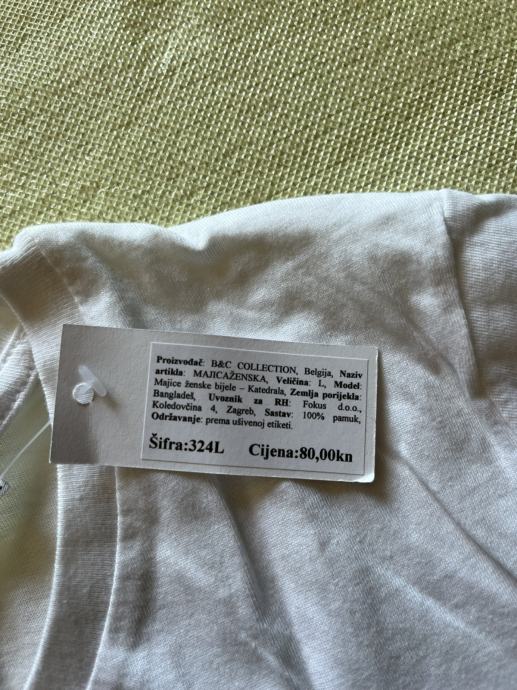 Proizvođač: B&C COLLECTION, Belgija, Naziv
artikla: MAJICAŽENSKA, Veličina: L, Model:
Majice ženske bijele – Katedrala, Zemlja porijekla:
Bangladeš, Uvoznik za RH: Fokus d.o.o.,
Koledovčina 4, Zagreb, Sastav: 100% pamuk,
Održavanje: prema ušivenoj etiketi.
Šifra:324L Cijena:80,00kn